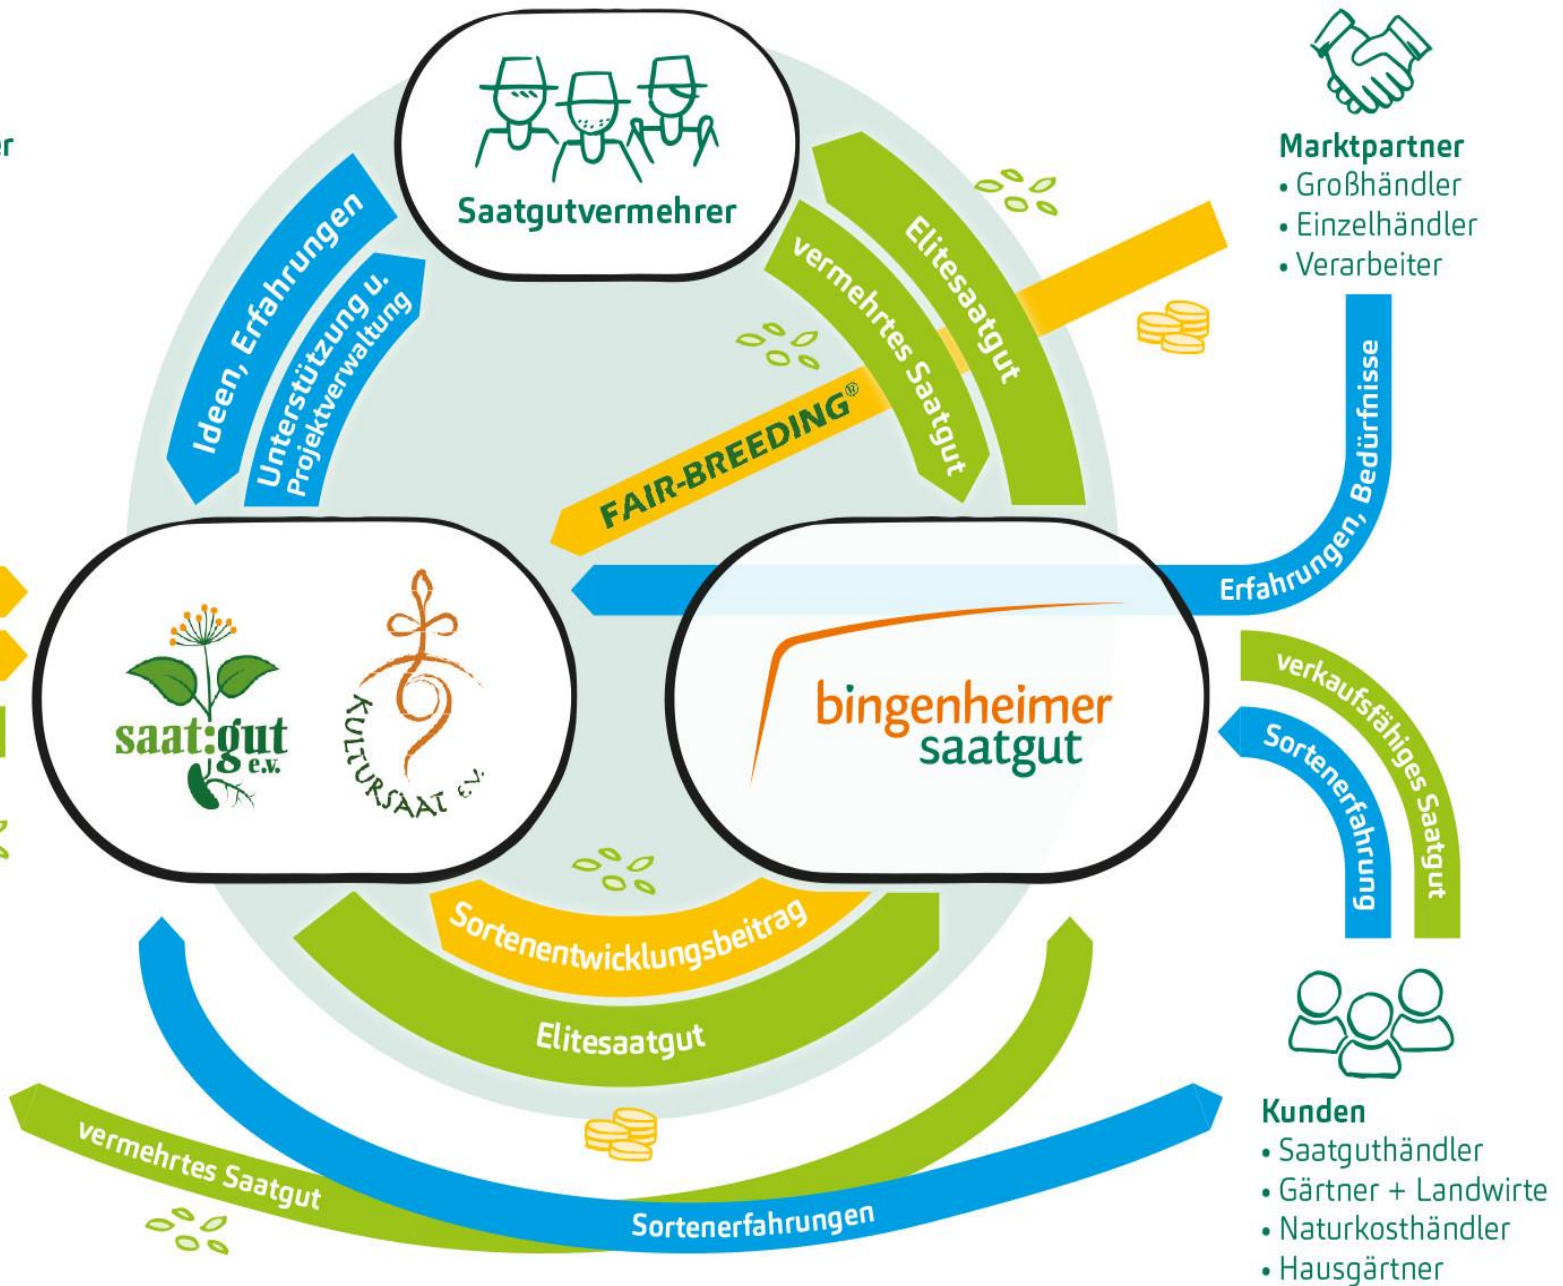 er
Saatgutvermehrer
Marktpartner
• Großhändler
• Einzelhändler
• Verarbeiter
Ideen, Erfahrungen
Unterstützung u.
Projektverwaltung
vermehrtes Saatgut
Elitesaatgut
FAIR-BREEDING®
Erfahrungen, Bedürfnisse
saat:gut
e.v.
KULTURSAAT e.V.
bingenheimer
saatgut
verkaufsfähiges Saatgut
Sortenerfahrung
Sortenentwicklungsbeitrag
Elitesaatgut
vermehrtes Saatgut
Sortenerfahrungen
Kunden
• Saatguthändler
• Gärtner + Landwirte
• Naturkosthändler
• Hausgärtner